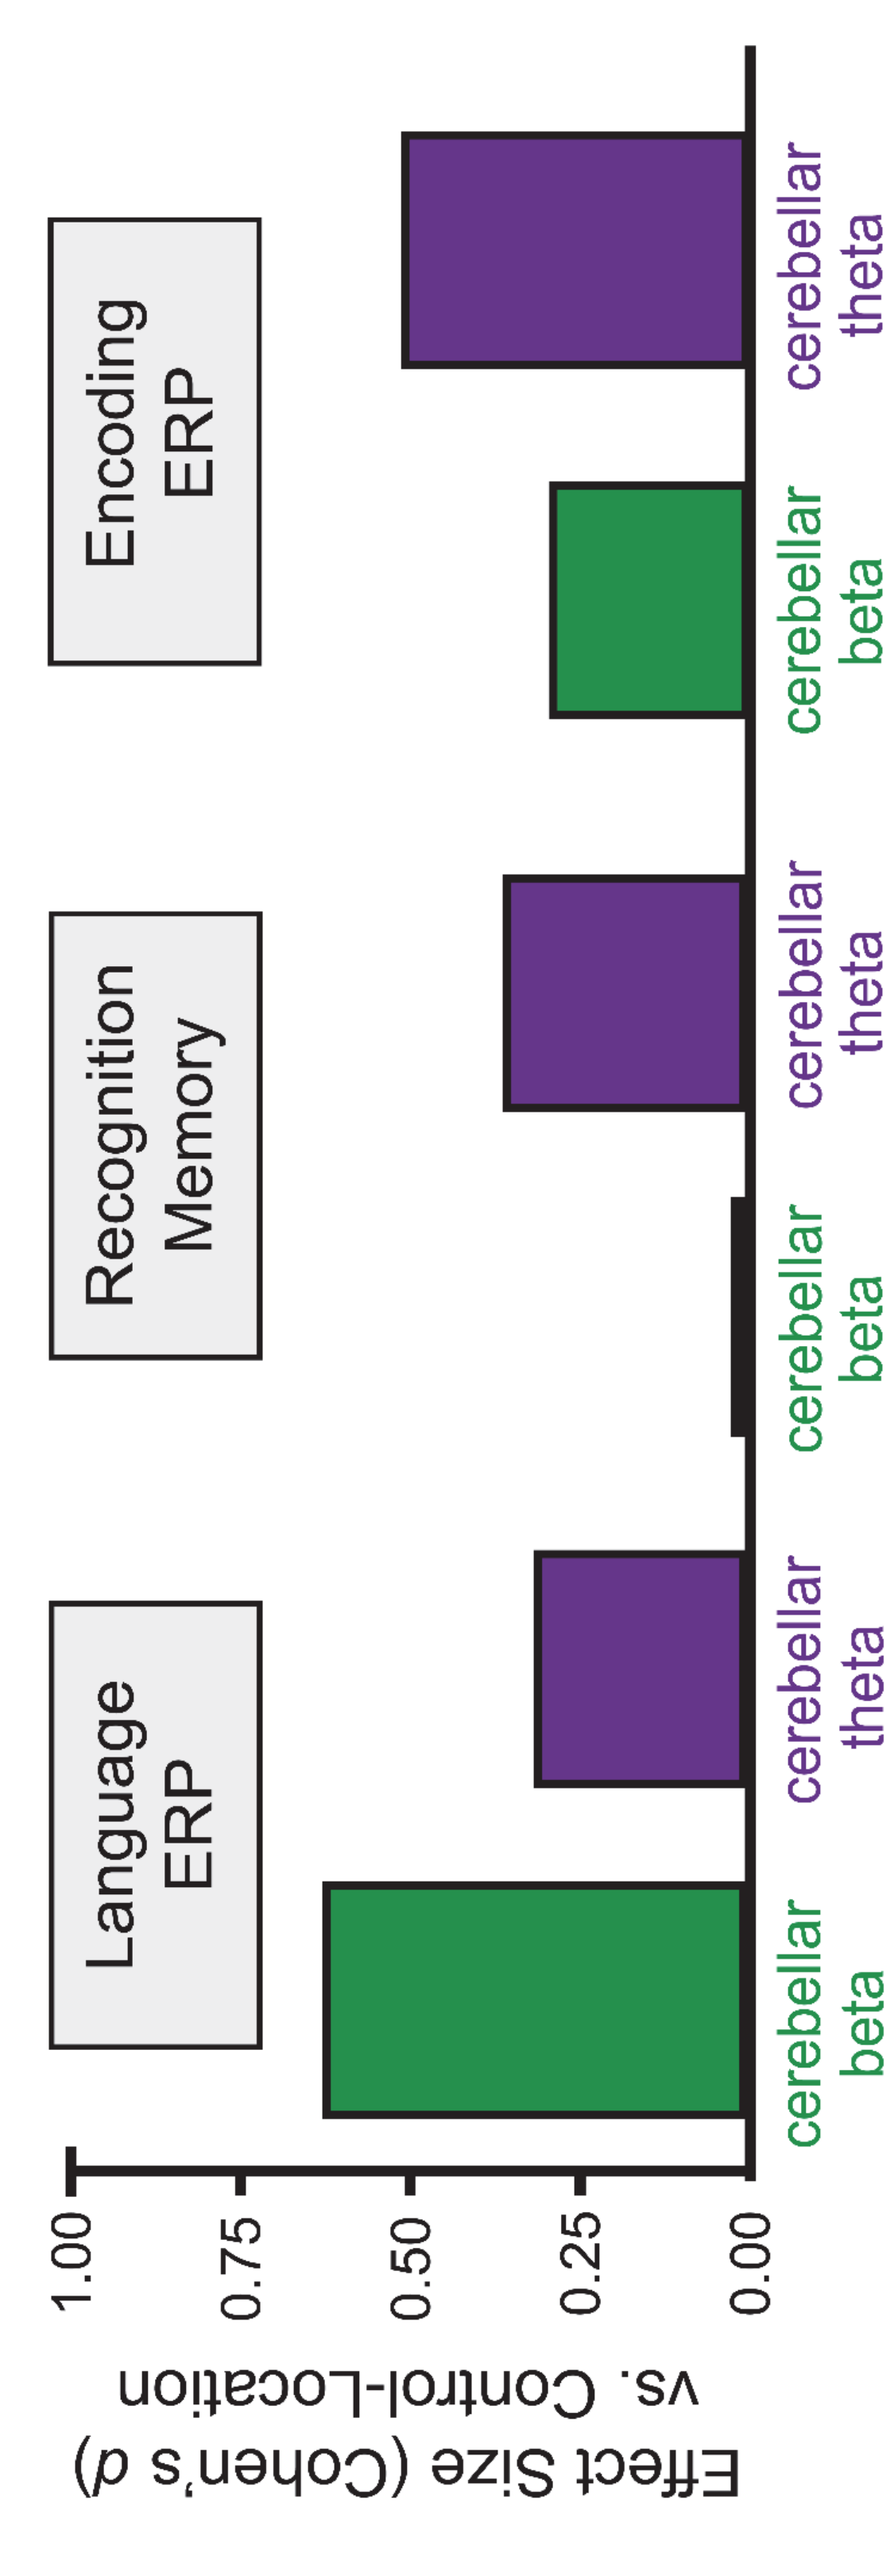 Effect Size (Cohen's d)
vs. Control-Location
1.00
0.75
0.50
0.25
0.00
Language
ERP
Recognition
Memory
Encoding
ERP
cerebellar
beta
cerebellar
theta
cerebellar
beta
cerebellar
theta
cerebellar
beta
cerebellar
theta